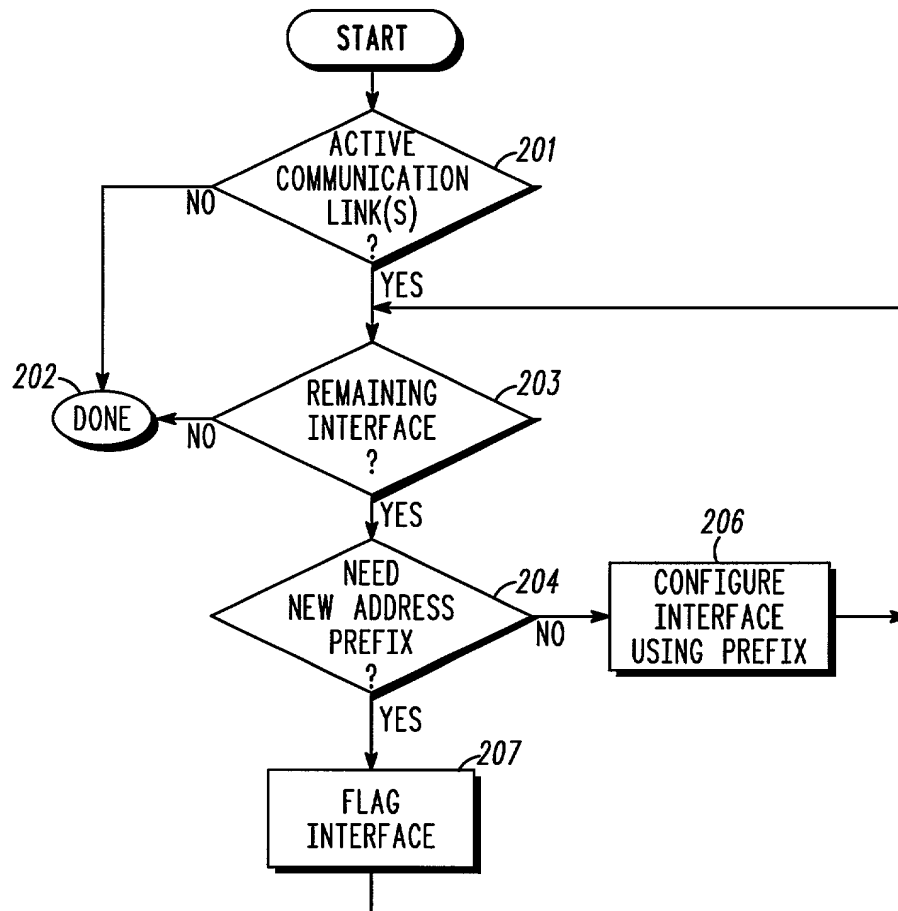 START
ACTIVE
COMMUNICATION
LINK(S)
?
201
NO
YES
202
DONE
NO
REMAINING
INTERFACE
?
203
YES
NEED
NEW ADDRESS
PREFIX
?
204
NO
206
CONFIGURE
INTERFACE
USING PREFIX
YES
207
FLAG
INTERFACE